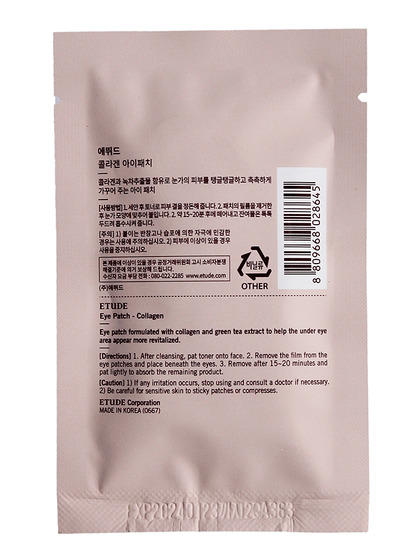 에뛰드
콜라겐 아이패치
콜라겐과 녹차추출물 함유로 눈가의 피부를 탱글탱글하고 촉촉하게
가꾸어 주는 아이 패치
[사용방법] 1. 세안 후 토너로 피부 결을 정돈해 줍니다. 2. 패치의 필름을 제거한
후 눈가 모양에 맞추어 붙입니다. 3. 약 15~20분 후에 떼어내고 잔여물은 톡톡
두드려 흡수시켜 줍니다.
[주의] 1) 붙이는 반창고나 습포에 의한 자극에 민감한
경우는 사용에 주의하십시오. 2) 피부에 이상이 있을 경우
사용을 중지하십시오.
본 제품에 이상이 있을 경우 공정거래위원회 고시 소비자분쟁
해결기준에 의거 보상해 드립니다.
수신자 요금 부담 전화 : 080-022-2285 www.etude.com
(주)에뛰드
비닐류
OTHER
8 809668 028645
ETUDE
Eye Patch - Collagen
Eye patch formulated with collagen and green tea extract to help the under eye
area appear more revitalized.
[Directions] 1. After cleansing, pat toner onto face. 2. Remove the film from the
eye patches and place beneath the eyes. 3. Remove after 15~20 minutes and
pat lightly to absorb the remaining product.
[Caution] 1) If any irritation occurs, stop using and consult a doctor if necessary.
2) Be careful for sensitive skin to sticky patches or compresses.
ETUDE Corporation
MADE IN KOREA (0667)